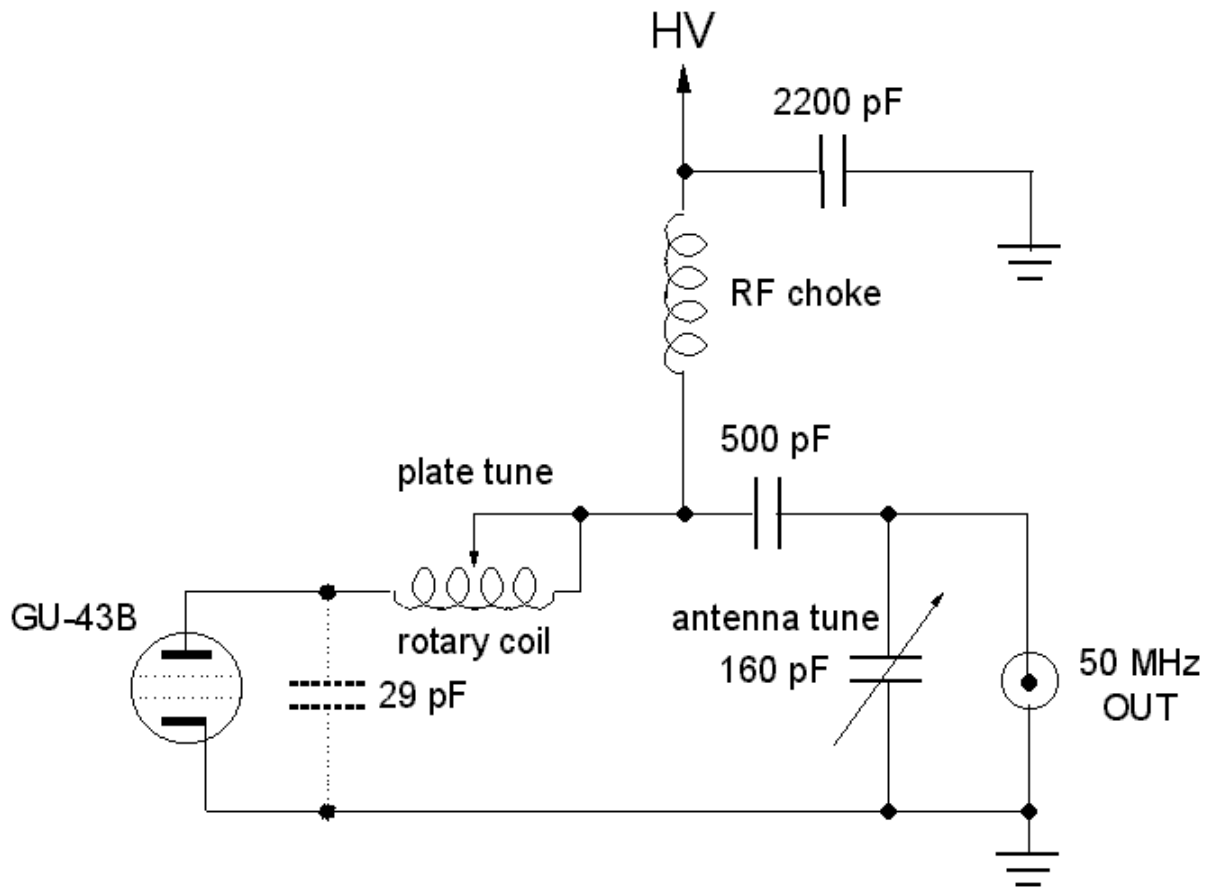 HV
2200 pF
RF choke
500 pF
plate tune
GU-43B
rotary coil
29 pF
antenna tune
160 pF
50 MHz
OUT